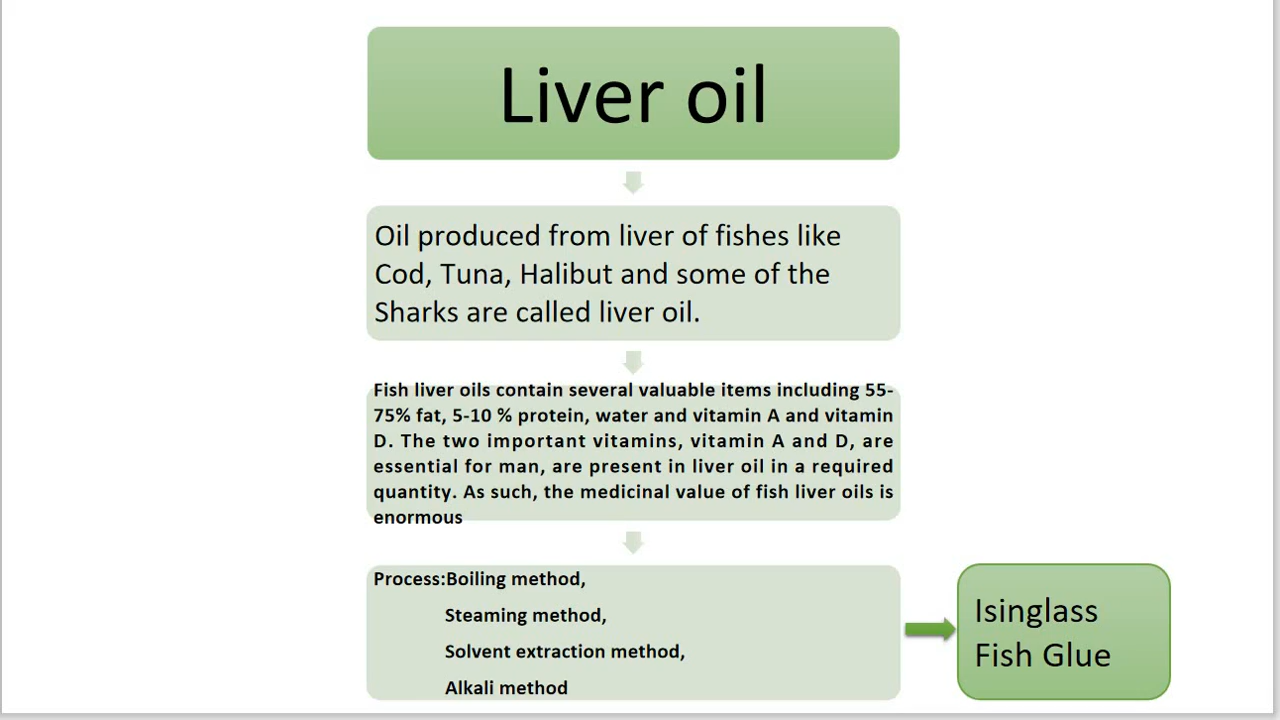 Liver oil
Oil produced from liver of fishes like
Cod, Tuna, Halibut and some of the
Sharks are called liver oil.
Fish liver oils contain several valuable items including 55-
75% fat, 5-10 % protein, water and vitamin A and vitamin
D. The two important vitamins, vitamin A and D, are
essential for man, are present in liver oil in a required
quantity. As such, the medicinal value of fish liver oils is
enormous
Process:Boiling method,
Steaming method,
Solvent extraction method,
Alkali method
Isinglass
Fish Glue